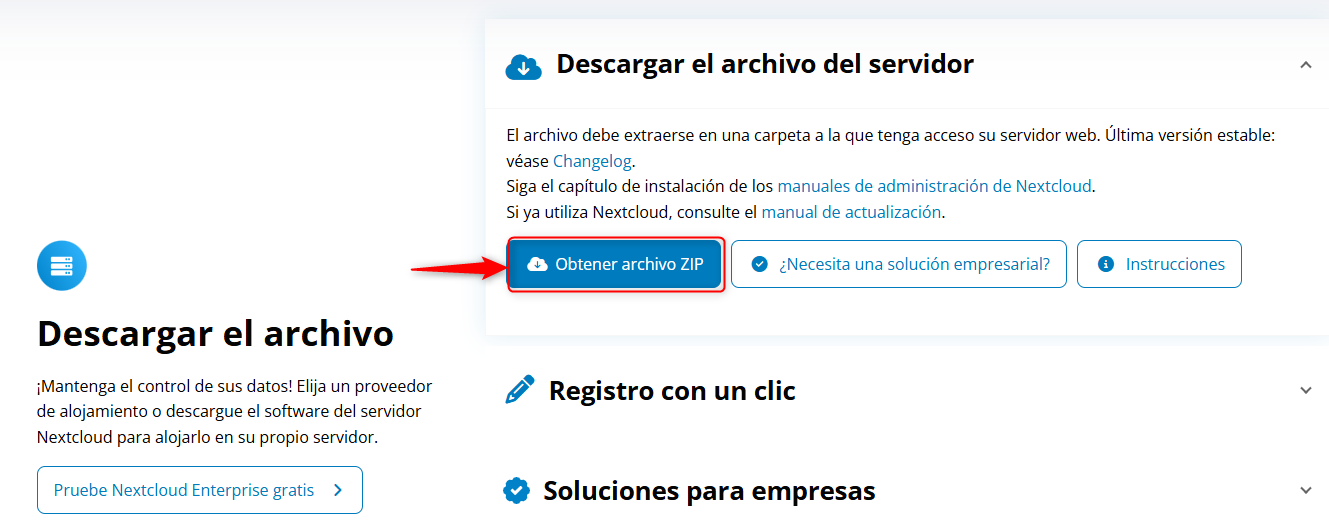 Descargar el archivo
¡Mantenga el control de sus datos! Elija un proveedor
de alojamiento o descargue el software del servidor
Nextcloud para alojarlo en su propio servidor.
Pruebe Nextcloud Enterprise gratis
Descargar el archivo del servidor
El archivo debe extraerse en una carpeta a la que tenga acceso su servidor web. Última versión estable:
véase Changelog.
Siga el capítulo de instalación de los manuales de administración de Nextcloud.
Si ya utiliza Nextcloud, consulte el manual de actualización.
Obtener archivo ZIP
¿Necesita una solución empresarial?
Instrucciones
Registro con un clic
Soluciones para empresas